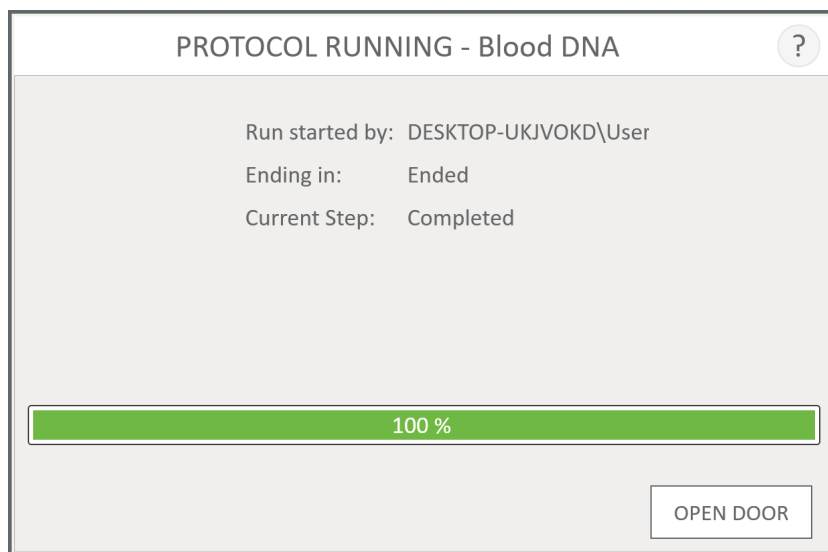 PROTOCOL RUNNING - Blood DNA
?
Run started by: DESKTOP-UKJVOKD\User
Ending in: Ended
Current Step: Completed
100 %
OPEN DOOR